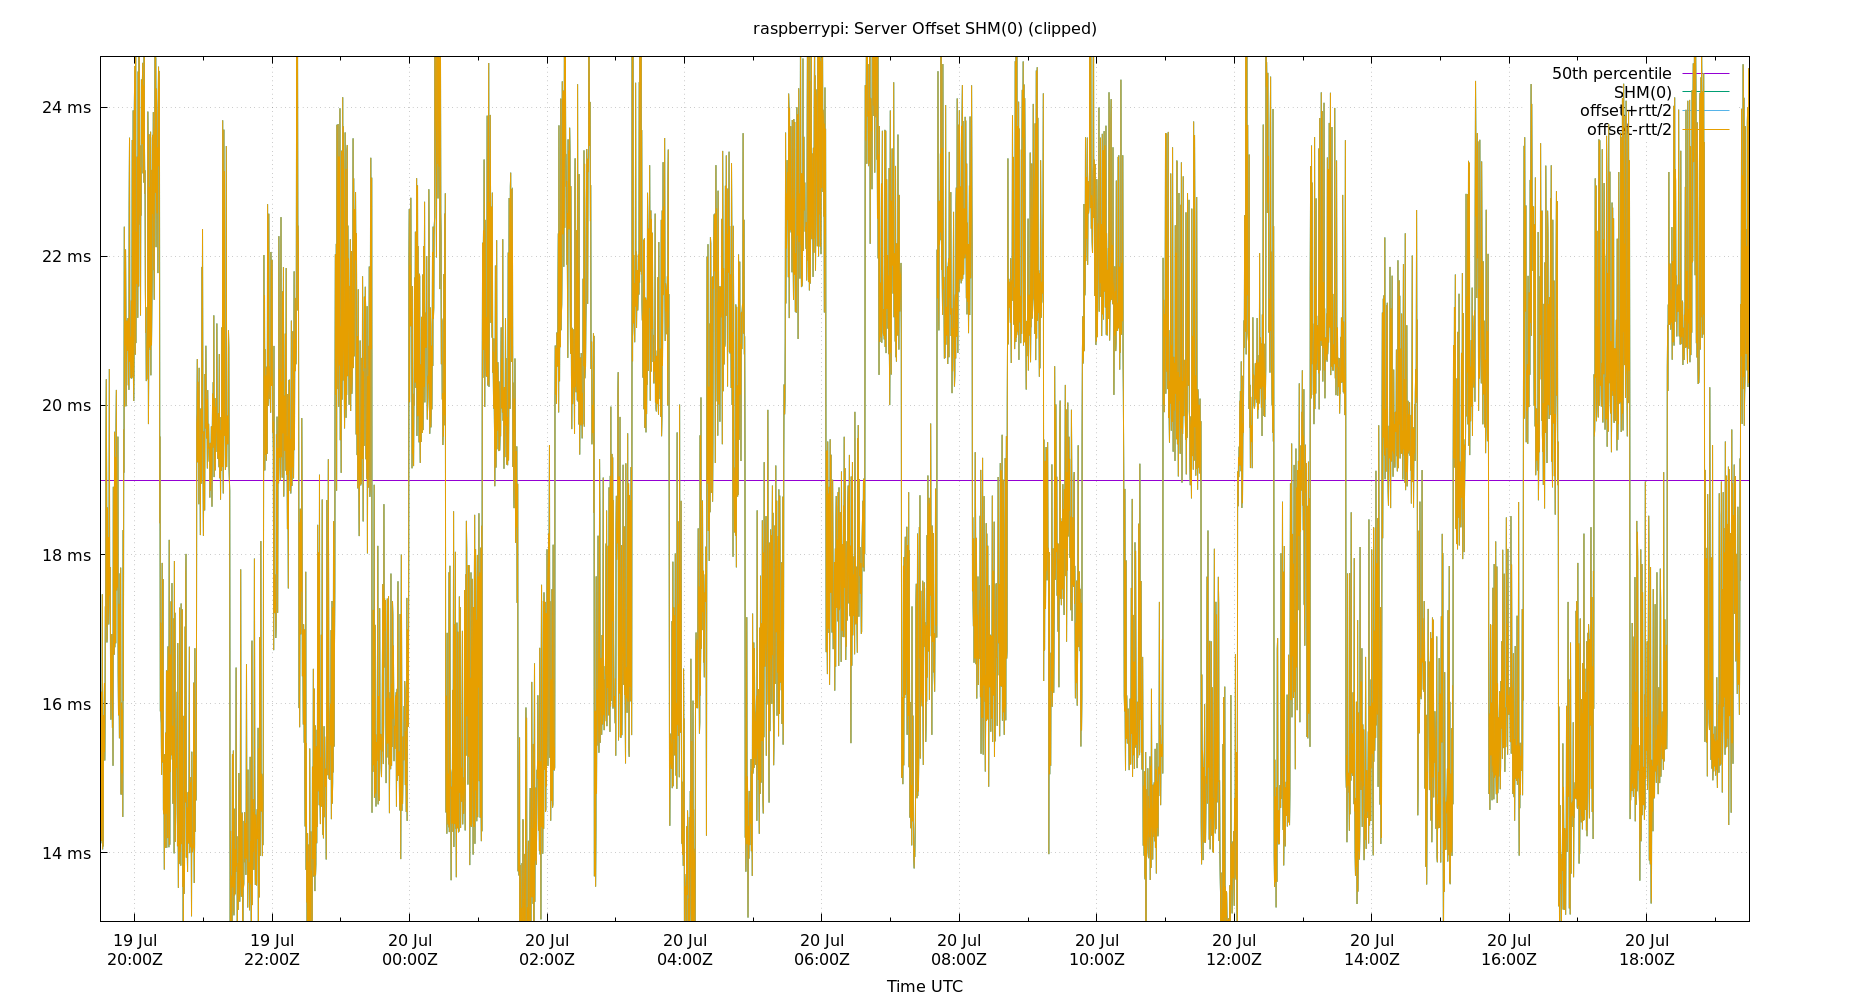 raspberrypi: Server Offset SHM(0) (clipped)
50th percentile
SHM(0)
offset+rtt/2
offset-rtt/2
24 ms
22 ms
20 ms
18 ms
16 ms
14 ms
19 Jul 19 Jul 20 Jul 20 Jul 20 Jul 20 Jul 20 Jul 20 Jul 20 Jul 20 Jul 20 Jul 20 Jul
20:00Z 22:00Z 00:00Z 02:00Z 04:00Z 06:00Z 08:00Z 10:00Z 12:00Z 14:00Z 16:00Z 18:00Z
Time UTC